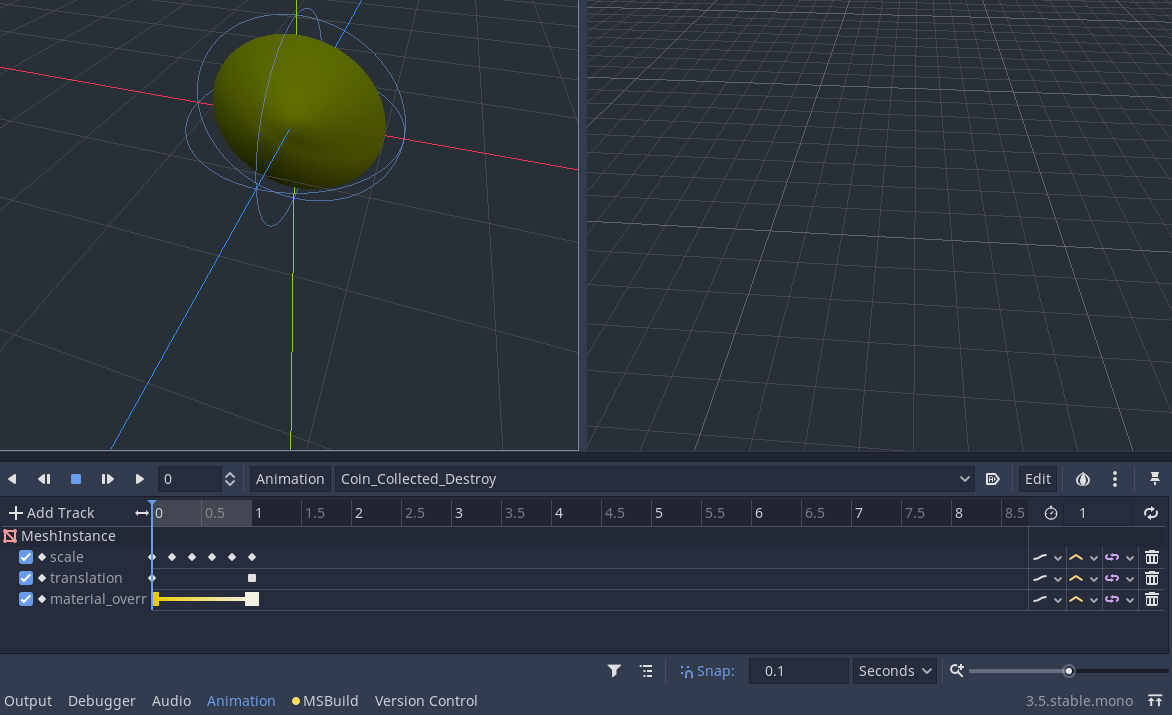 0 Animation Coin_Collected_Destroy Edit
Add Track 0 0.5 1 1.5 2 2.5 3 3.5 4 4.5 5 5.5 6 6.5 7 7.5 8 8.5 1
MeshInstance
scale
translation
material_overr
Snap: 0.1 Seconds
Output Debugger Audio Animation MSBuild Version Control 3.5.stable.mono